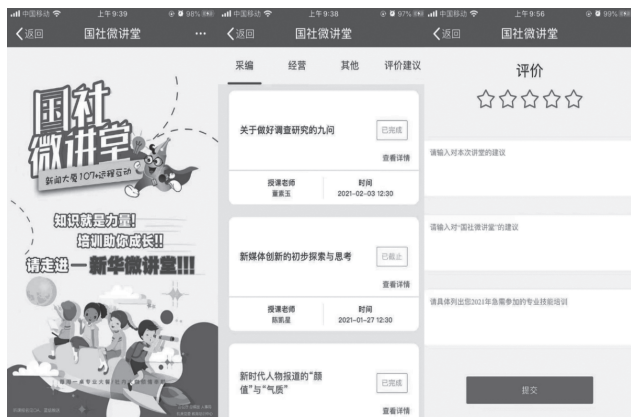 中国移动 上午9:39 98%
返回 国社微讲堂
国社
微讲堂
新闻大厦107+远程互动
知识就是力量!
培训助你成长!!
请走进一新华微讲堂!!!
中国移动 上午9:38 97%
返回 国社微讲堂
采编 经营 其他 评价建议
关于做好调查研究的九问
已完成
查看详情
授课老师 时间
董素玉 2021-02-03 12:30
新媒体创新的初步探索与思考
已截止
查看详情
授课老师 时间
陈凯星 2021-01-27 12:30
新时代人物报道的“颜
值”与“气质”
已完成
查看详情
中国移动 上午9:56 99%
返回 国社微讲堂
评价
请输入对本次讲堂的建议
请输入对“国社微讲堂”的建议
请具体列出您2021年急需参加的专业技能培训
提交